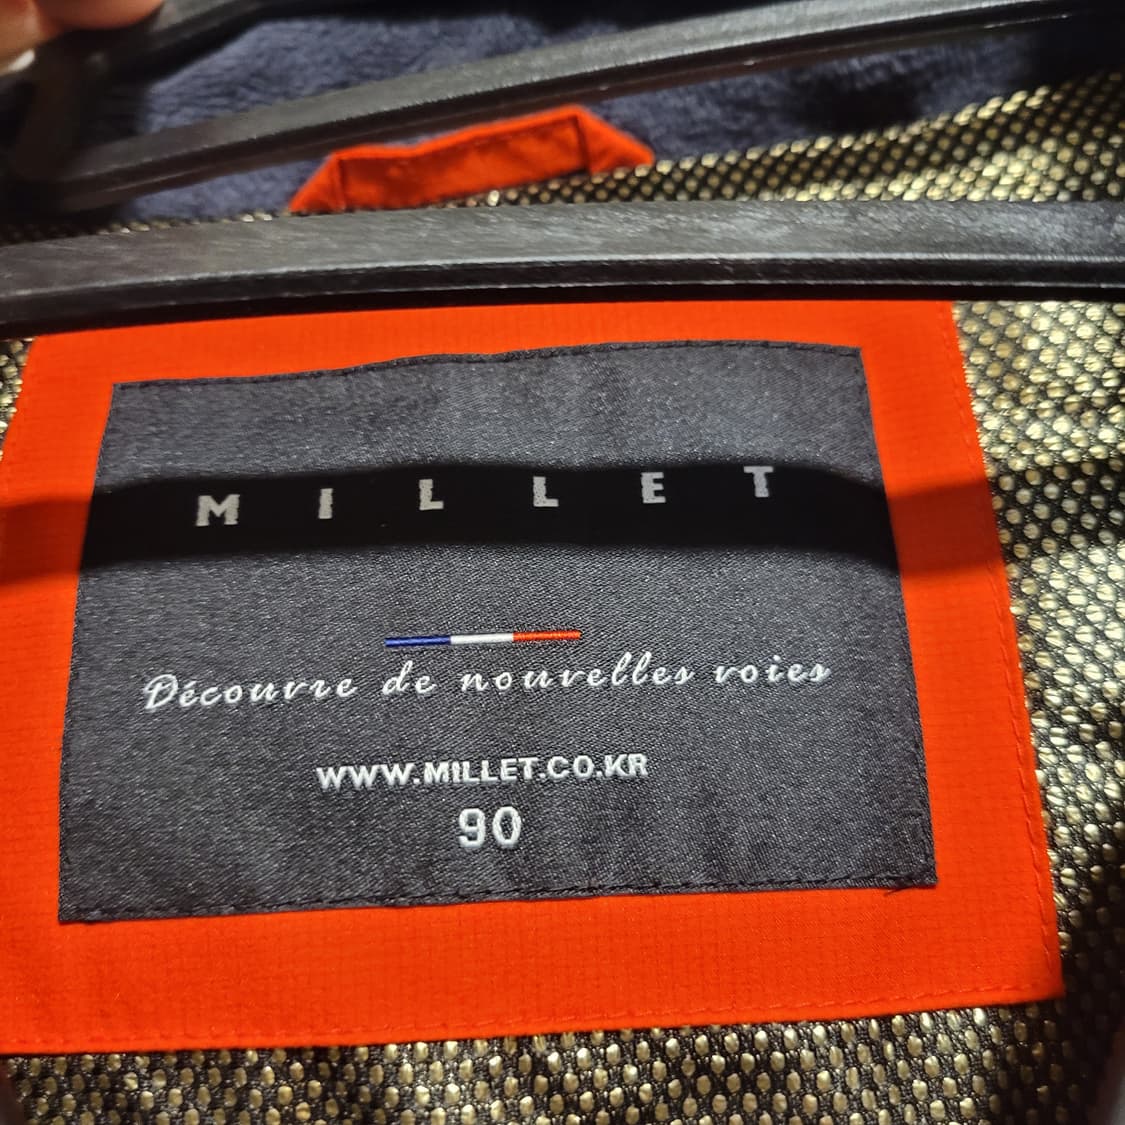 MILLET
Découvre de nouvelles voies
WWW.MILLET.CO.KR
90